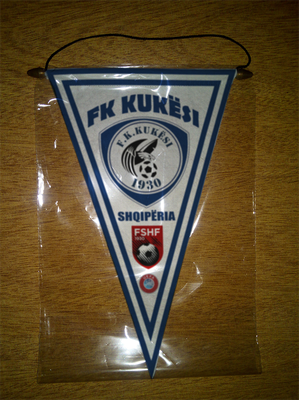 FK KUKËSI
F.K.KUKËSI
1930
SHQIPËRIA
FSHF